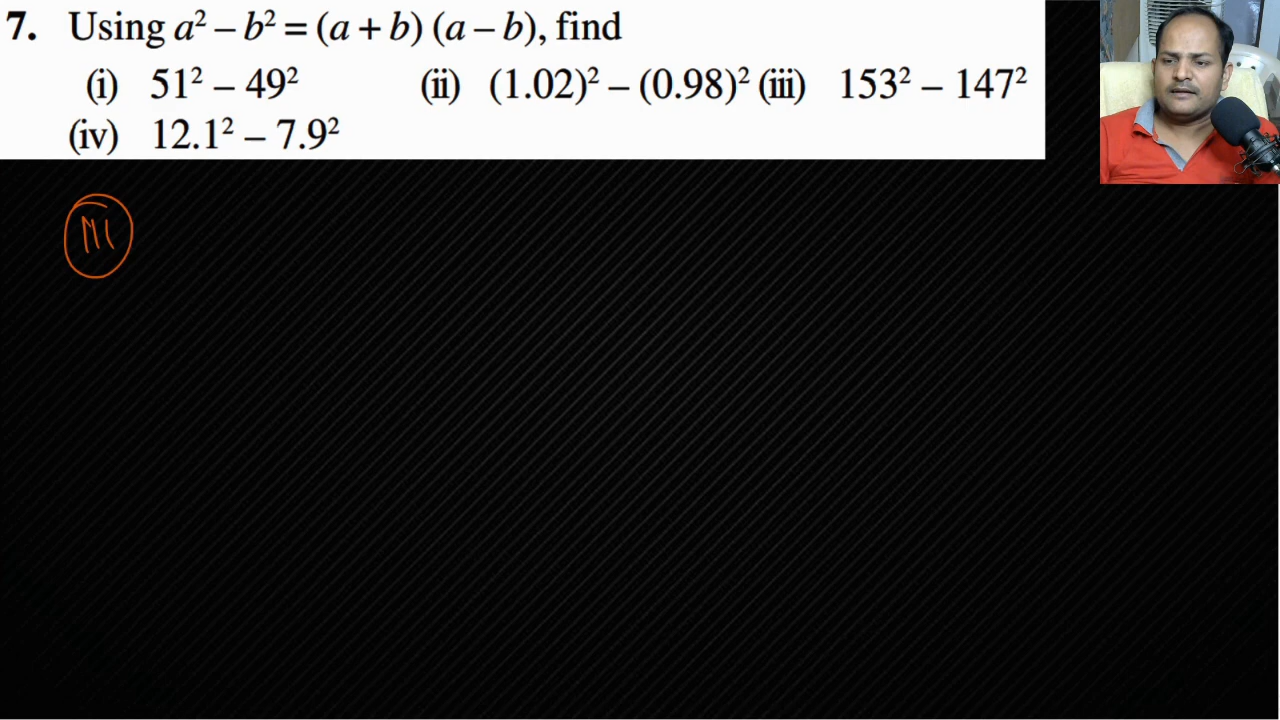 7. Using a² – b² = (a + b) (a – b), find
(i) 51² – 49² (ii) (1.02)² – (0.98)² (iii) 153² – 147²
(iv) 12.1² – 7.9²